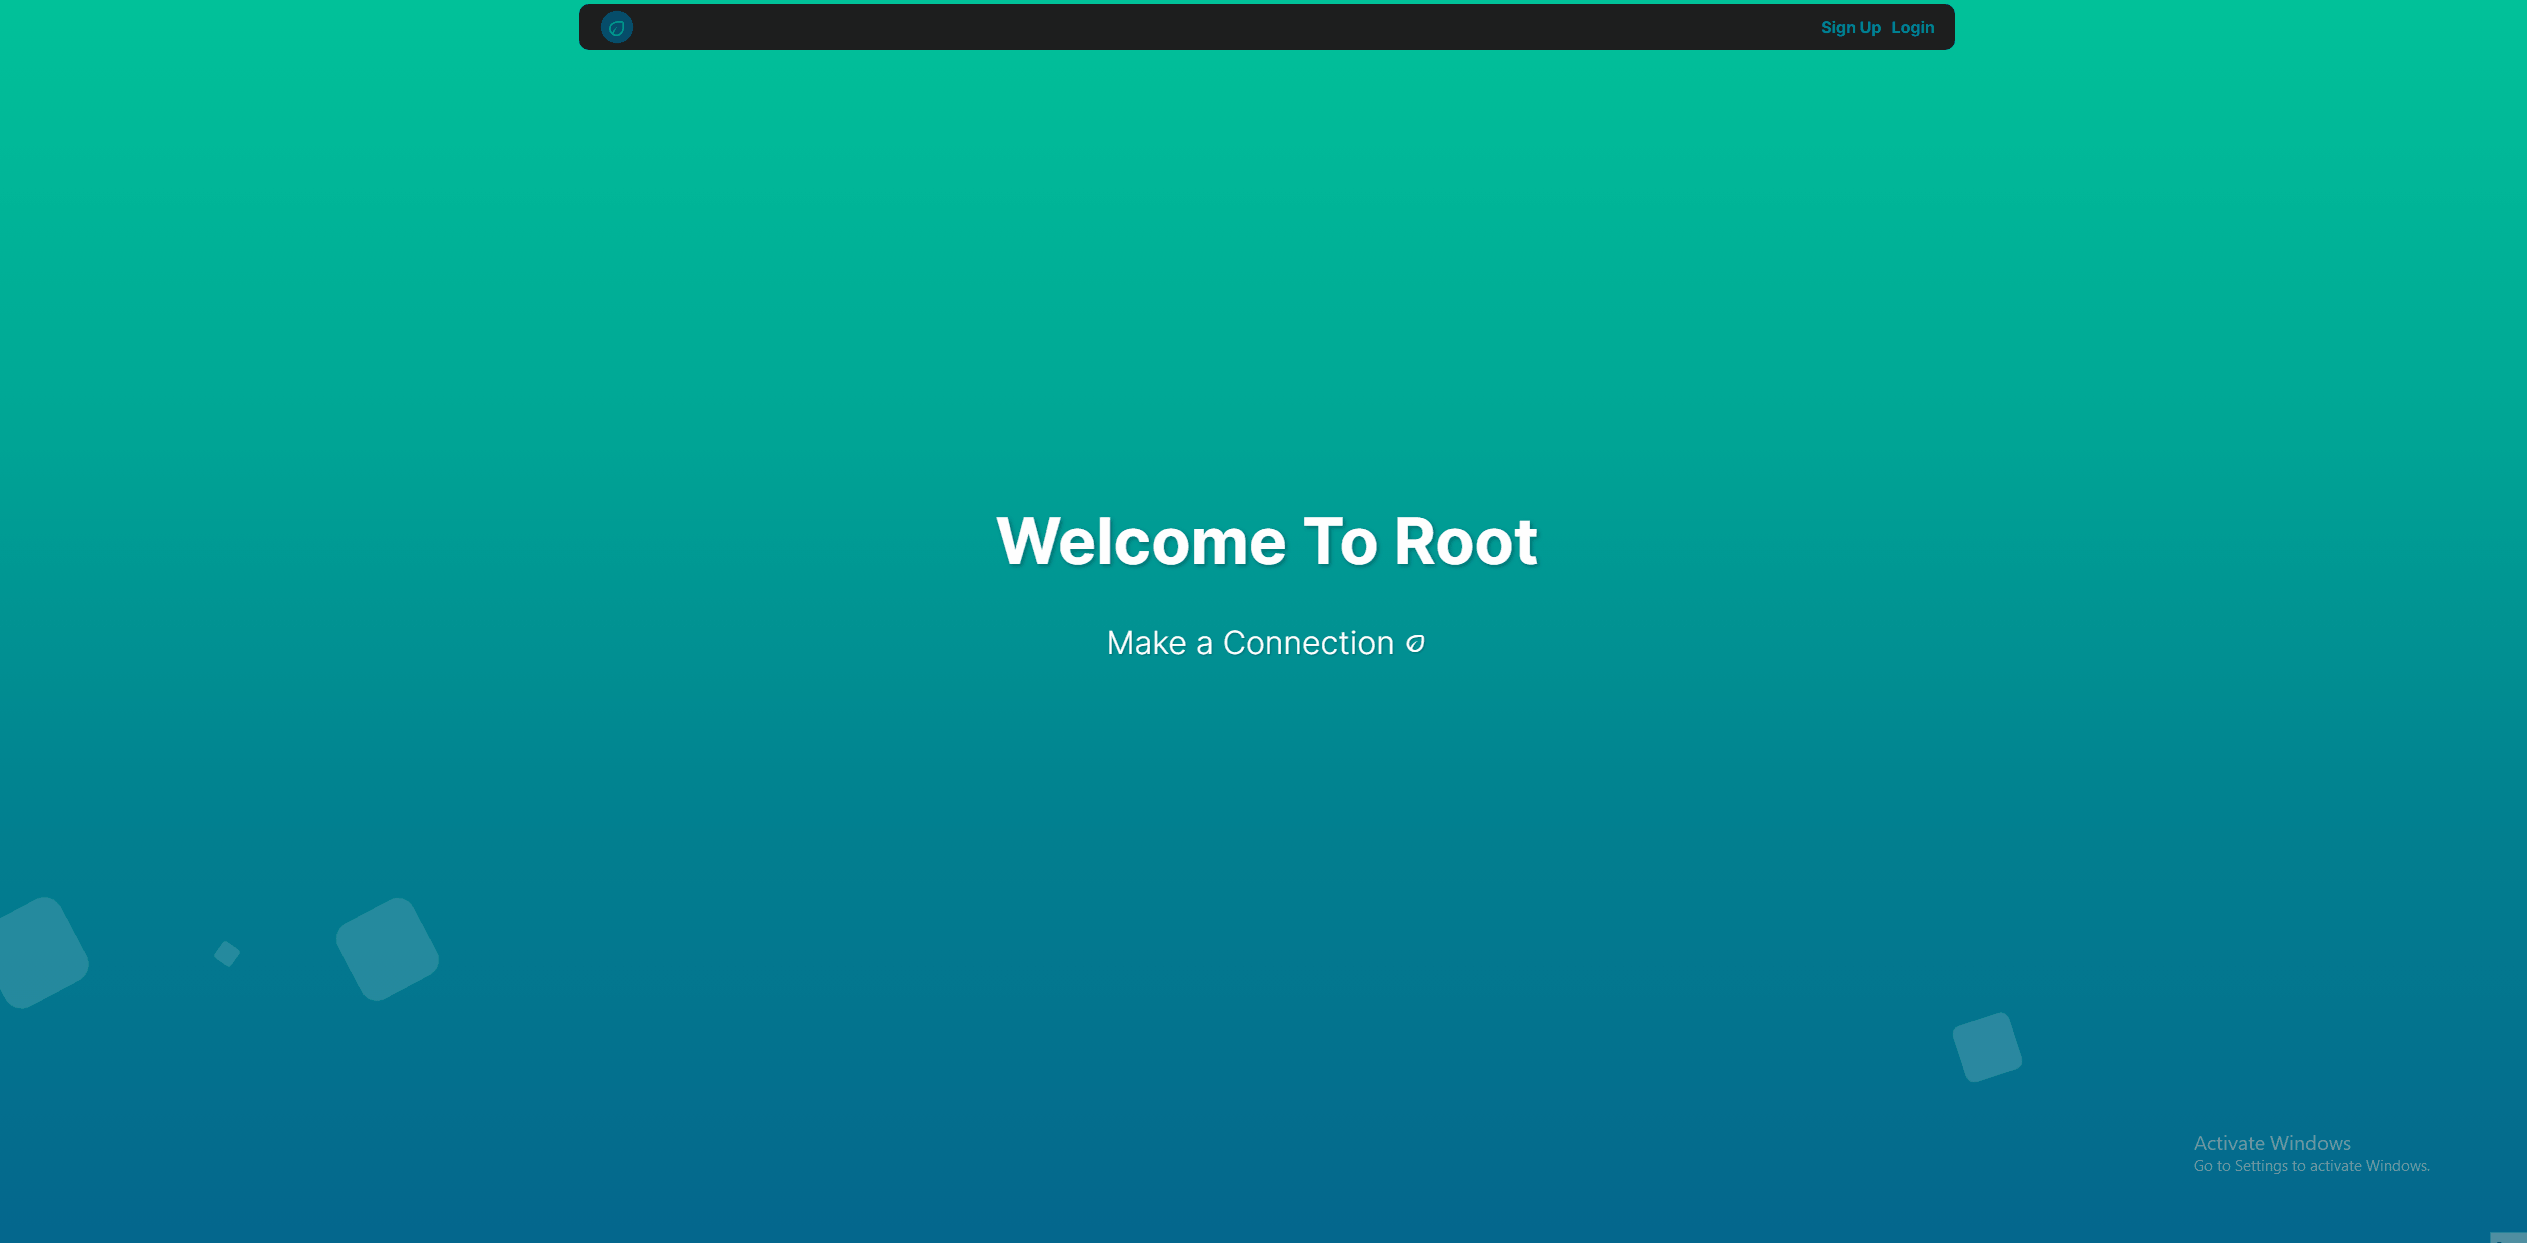 Sign Up Login
Welcome To Root
Make a Connection
Activate Windows
Go to Settings to activate Windows.